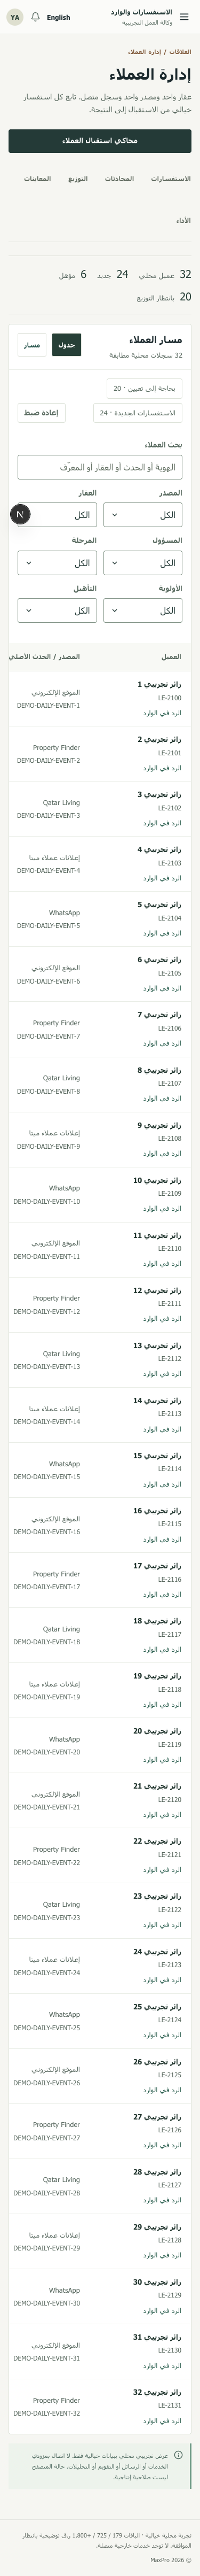 الاستفسارات والوارد
وكالة العمل التجريبية
English
YA
العلاقات / إدارة العملاء
إدارة العملاء
عقار واحد ومصدر واحد وسجل متصل. تابع كل استفسار خيالي من الاستقبال إلى النتيجة.
محاكي استقبال العملاء
الاستفسارات
المحادثات
التوزيع
المعاينات
الأداء
32 عميل محلي
24 جديد
6 مؤهل
20 بانتظار التوزيع
مسار العملاء
32 سجلات محلية مطابقة
جدول
مسار
بحاجة إلى تعيين · 20
الاستفسارات الجديدة · 24
إعادة ضبط
بحث العملاء
الهوية أو الحدث أو العقار أو المعرّف
المصدر
العقار
الكل
الكل
المسؤول
المرحلة
الكل
الكل
الأولوية
التأهيل
الكل
الكل
العميل
المصدر / الحدث الأصلي
زائر تجريبي 1
LE-2100
الرد في الوارد
الموقع الإلكتروني
DEMO-DAILY-EVENT-1
زائر تجريبي 2
LE-2101
الرد في الوارد
Property Finder
DEMO-DAILY-EVENT-2
زائر تجريبي 3
LE-2102
الرد في الوارد
Qatar Living
DEMO-DAILY-EVENT-3
زائر تجريبي 4
LE-2103
الرد في الوارد
إعلانات عملاء ميتا
DEMO-DAILY-EVENT-4
زائر تجريبي 5
LE-2104
الرد في الوارد
WhatsApp
DEMO-DAILY-EVENT-5
زائر تجريبي 6
LE-2105
الرد في الوارد
الموقع الإلكتروني
DEMO-DAILY-EVENT-6
زائر تجريبي 7
LE-2106
الرد في الوارد
Property Finder
DEMO-DAILY-EVENT-7
زائر تجريبي 8
LE-2107
الرد في الوارد
Qatar Living
DEMO-DAILY-EVENT-8
زائر تجريبي 9
LE-2108
الرد في الوارد
إعلانات عملاء ميتا
DEMO-DAILY-EVENT-9
زائر تجريبي 10
LE-2109
الرد في الوارد
WhatsApp
DEMO-DAILY-EVENT-10
زائر تجريبي 11
LE-2110
الرد في الوارد
الموقع الإلكتروني
DEMO-DAILY-EVENT-11
زائر تجريبي 12
LE-2111
الرد في الوارد
Property Finder
DEMO-DAILY-EVENT-12
زائر تجريبي 13
LE-2112
الرد في الوارد
Qatar Living
DEMO-DAILY-EVENT-13
زائر تجريبي 14
LE-2113
الرد في الوارد
إعلانات عملاء ميتا
DEMO-DAILY-EVENT-14
زائر تجريبي 15
LE-2114
الرد في الوارد
WhatsApp
DEMO-DAILY-EVENT-15
زائر تجريبي 16
LE-2115
الرد في الوارد
الموقع الإلكتروني
DEMO-DAILY-EVENT-16
زائر تجريبي 17
LE-2116
الرد في الوارد
Property Finder
DEMO-DAILY-EVENT-17
زائر تجريبي 18
LE-2117
الرد في الوارد
Qatar Living
DEMO-DAILY-EVENT-18
زائر تجريبي 19
LE-2118
الرد في الوارد
إعلانات عملاء ميتا
DEMO-DAILY-EVENT-19
زائر تجريبي 20
LE-2119
الرد في الوارد
WhatsApp
DEMO-DAILY-EVENT-20
زائر تجريبي 21
LE-2120
الرد في الوارد
الموقع الإلكتروني
DEMO-DAILY-EVENT-21
زائر تجريبي 22
LE-2121
الرد في الوارد
Property Finder
DEMO-DAILY-EVENT-22
زائر تجريبي 23
LE-2122
الرد في الوارد
Qatar Living
DEMO-DAILY-EVENT-23
زائر تجريبي 24
LE-2123
الرد في الوارد
إعلانات عملاء ميتا
DEMO-DAILY-EVENT-24
زائر تجريبي 25
LE-2124
الرد في الوارد
WhatsApp
DEMO-DAILY-EVENT-25
زائر تجريبي 26
LE-2125
الرد في الوارد
الموقع الإلكتروني
DEMO-DAILY-EVENT-26
زائر تجريبي 27
LE-2126
الرد في الوارد
Property Finder
DEMO-DAILY-EVENT-27
زائر تجريبي 28
LE-2127
الرد في الوارد
Qatar Living
DEMO-DAILY-EVENT-28
زائر تجريبي 29
LE-2128
الرد في الوارد
إعلانات عملاء ميتا
DEMO-DAILY-EVENT-29
زائر تجريبي 30
LE-2129
الرد في الوارد
WhatsApp
DEMO-DAILY-EVENT-30
زائر تجريبي 31
LE-2130
الرد في الوارد
الموقع الإلكتروني
DEMO-DAILY-EVENT-31
زائر تجريبي 32
LE-2131
الرد في الوارد
Property Finder
DEMO-DAILY-EVENT-32
عرض تجريبي محلي ببيانات خيالية فقط. لا اتصال بمزودي
الخدمات أو الرسائل أو التقويم أو التحليلات. حالة المتصفح
ليست صلاحية إنتاجية.
تجربة محلية خيالية · الباقات 179 / 725 / +1,800 ر.ق توضيحية بانتظار
الموافقة. لا توجد خدمات خارجية متصلة.
© 2026 MaxPro